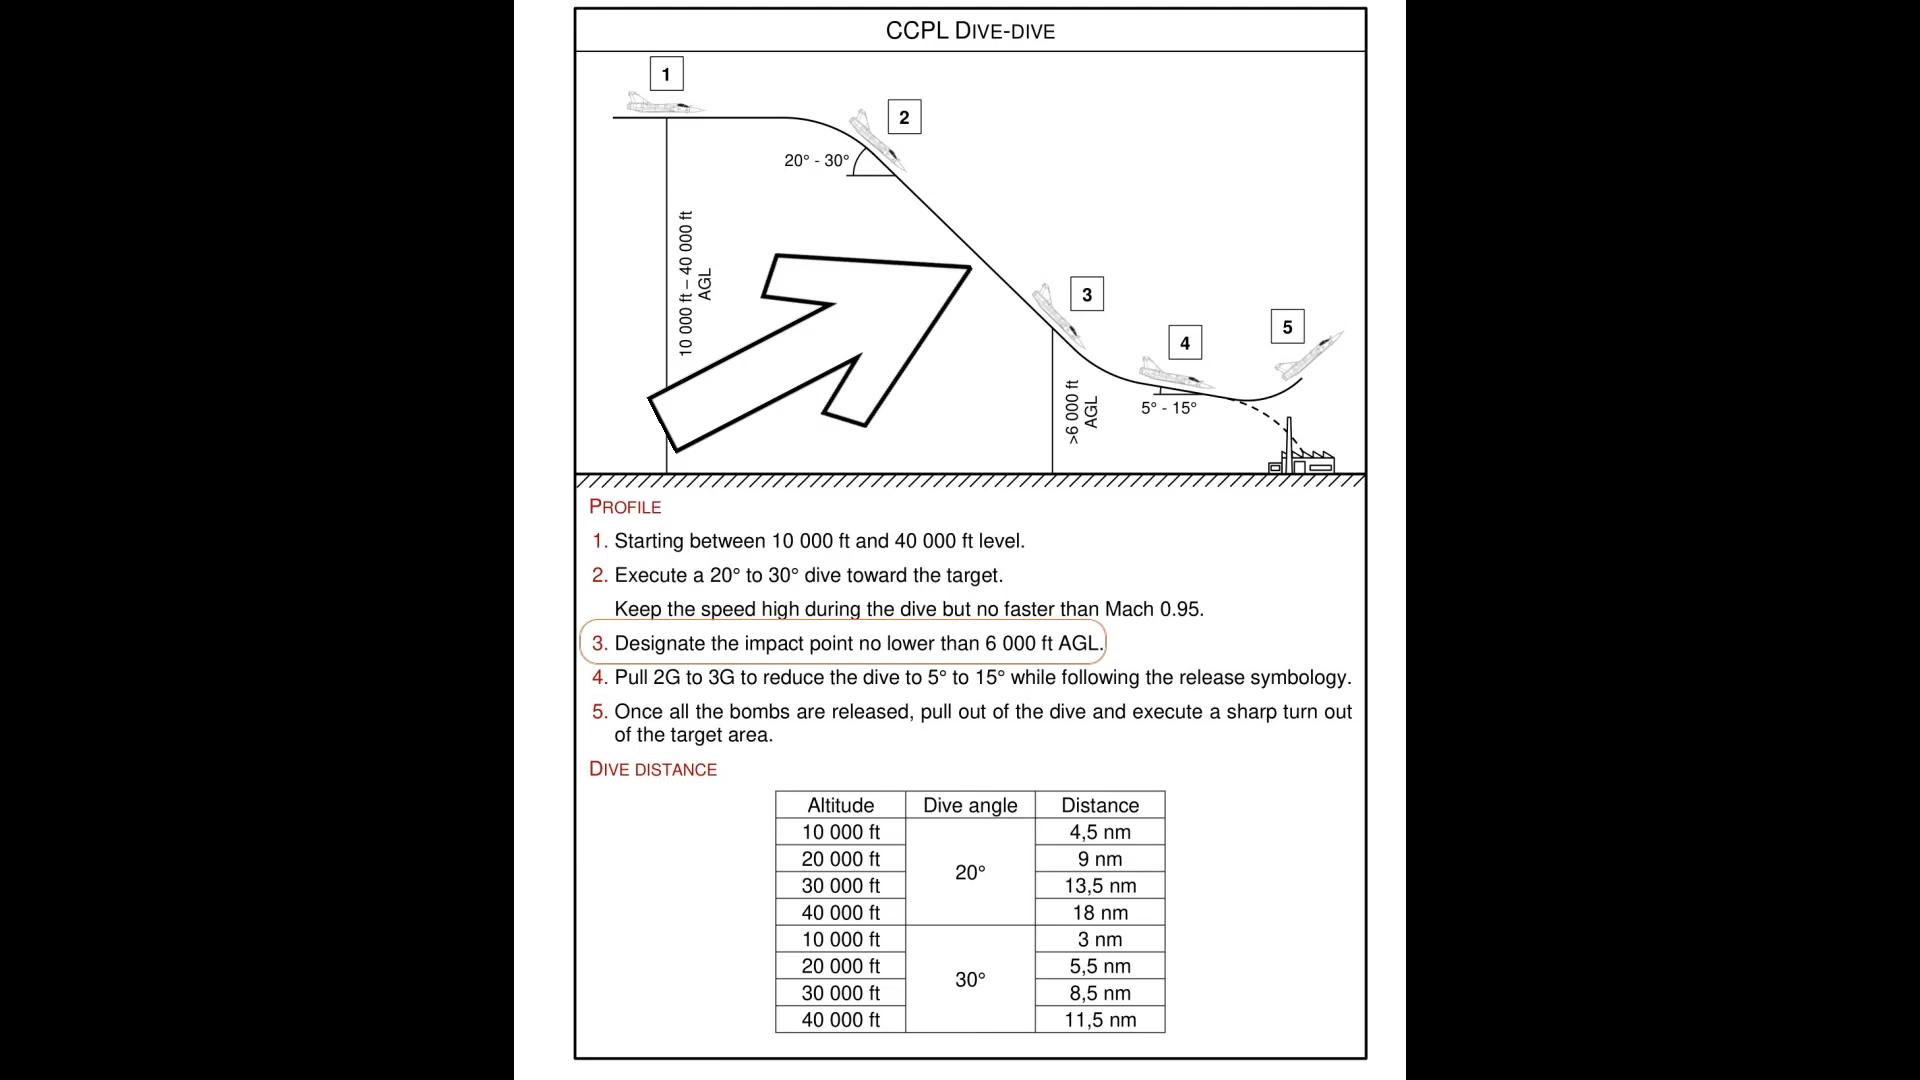 CCPL DIVE-DIVE
1
2
20° - 30°
10 000 ft – 40 000 ft
AGL
3
4
5
>6 000 ft
AGL
5° - 15°
PROFILE
1. Starting between 10 000 ft and 40 000 ft level.
2. Execute a 20° to 30° dive toward the target.
Keep the speed high during the dive but no faster than Mach 0.95.
3. Designate the impact point no lower than 6 000 ft AGL.
4. Pull 2G to 3G to reduce the dive to 5° to 15° while following the release symbology.
5. Once all the bombs are released, pull out of the dive and execute a sharp turn out
of the target area.
DIVE DISTANCE
Altitude Dive angle Distance
10 000 ft 4,5 nm
20 000 ft 9 nm
20°
30 000 ft 13,5 nm
40 000 ft 18 nm
10 000 ft 3 nm
20 000 ft 5,5 nm
30°
30 000 ft 8,5 nm
40 000 ft 11,5 nm